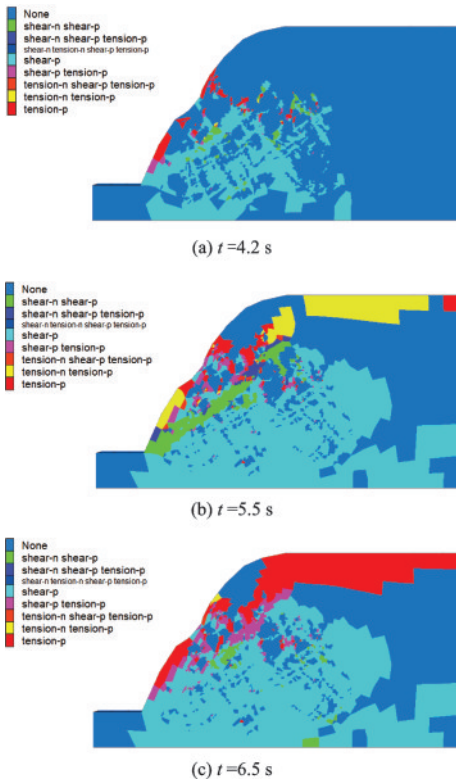 None
shear-n shear-p
shear-n shear-p tension-p
shear-n tension-n shear-p tension-p
shear-p
shear-p tension-p
tension-n shear-p tension-p
tension-n tension-p
tension-p
(a) t =4.2 s
None
shear-n shear-p
shear-n shear-p tension-p
shear-n tension-n shear-p tension-p
shear-p
shear-p tension-p
tension-n shear-p tension-p
tension-n tension-p
tension-p
(b) t =5.5 s
None
shear-n shear-p
shear-n shear-p tension-p
shear-n tension-n shear-p tension-p
shear-p
shear-p tension-p
tension-n shear-p tension-p
tension-n tension-p
tension-p
(c) t =6.5 s